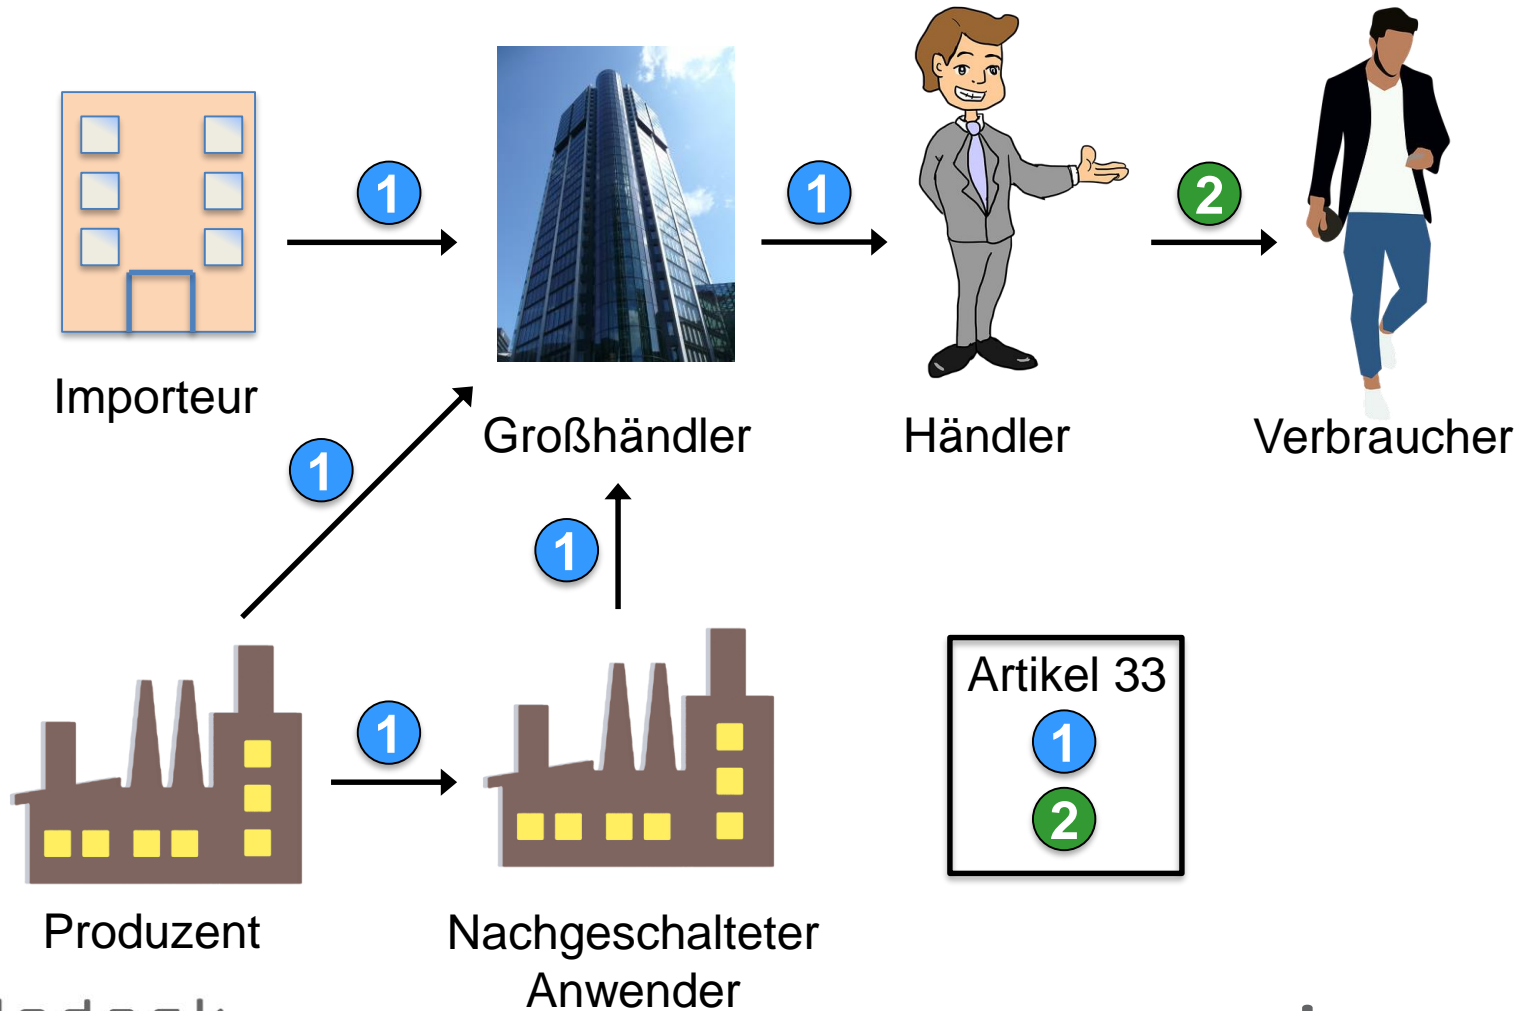 1
1
2
Importeur
Großhändler
Händler
Verbraucher
1
1
Artikel 33
1
1
2
Produzent
Nachgeschalteter
Anwender